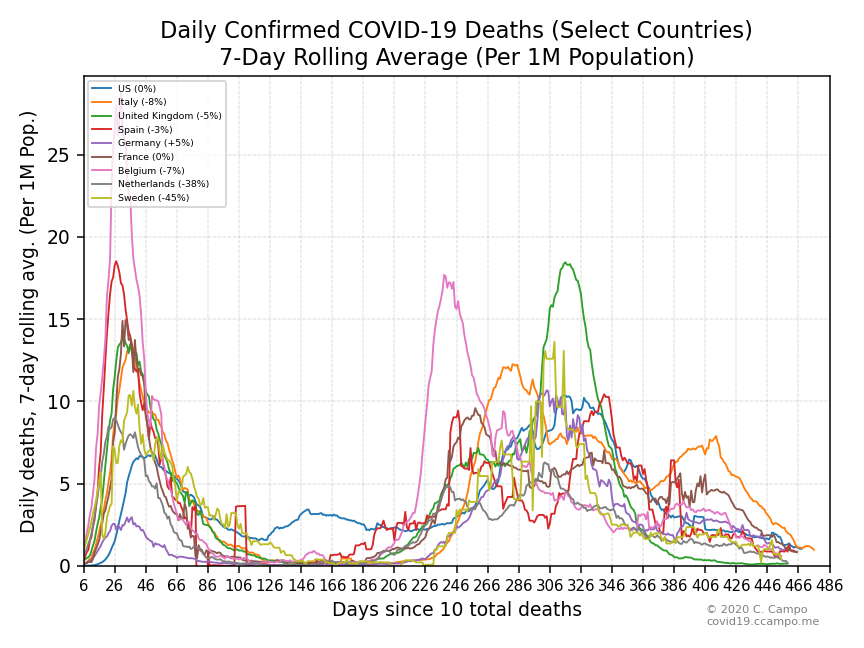 Daily Confirmed COVID-19 Deaths (Select Countries)
7-Day Rolling Average (Per 1M Population)
Daily deaths, 7-day rolling avg. (Per 1M Pop.)
25
20
15
10
5
0
US (0%)
Italy (-8%)
United Kingdom (-5%)
Spain (-3%)
Germany (+5%)
France (0%)
Belgium (-7%)
Netherlands (-38%)
Sweden (-45%)
6 26 46 66 86 106 126 146 166 186 206 226 246 266 286 306 326 346 366 386 406 426 446 466 486
Days since 10 total deaths
© 2020 C. Campo
covid19.ccampo.me